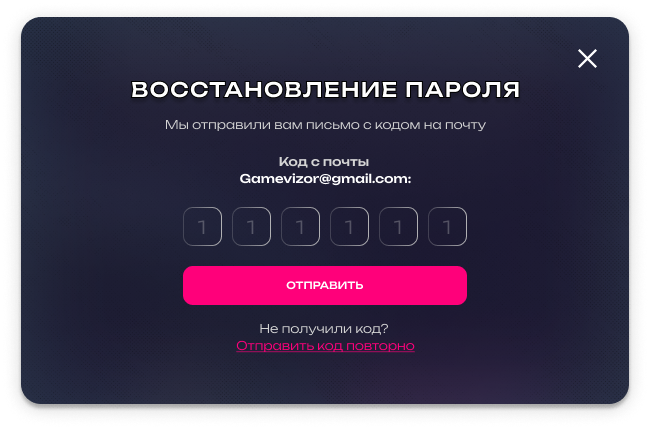 ВОССТАНОВЛЕНИЕ ПАРОЛЯ
Мы отправили вам письмо с кодом на почту
Код с почты
Gamevizor@gmail.com:
1 1 1 1 1 1
ОТПРАВИТЬ
Не получили код?
Отправить код повторно